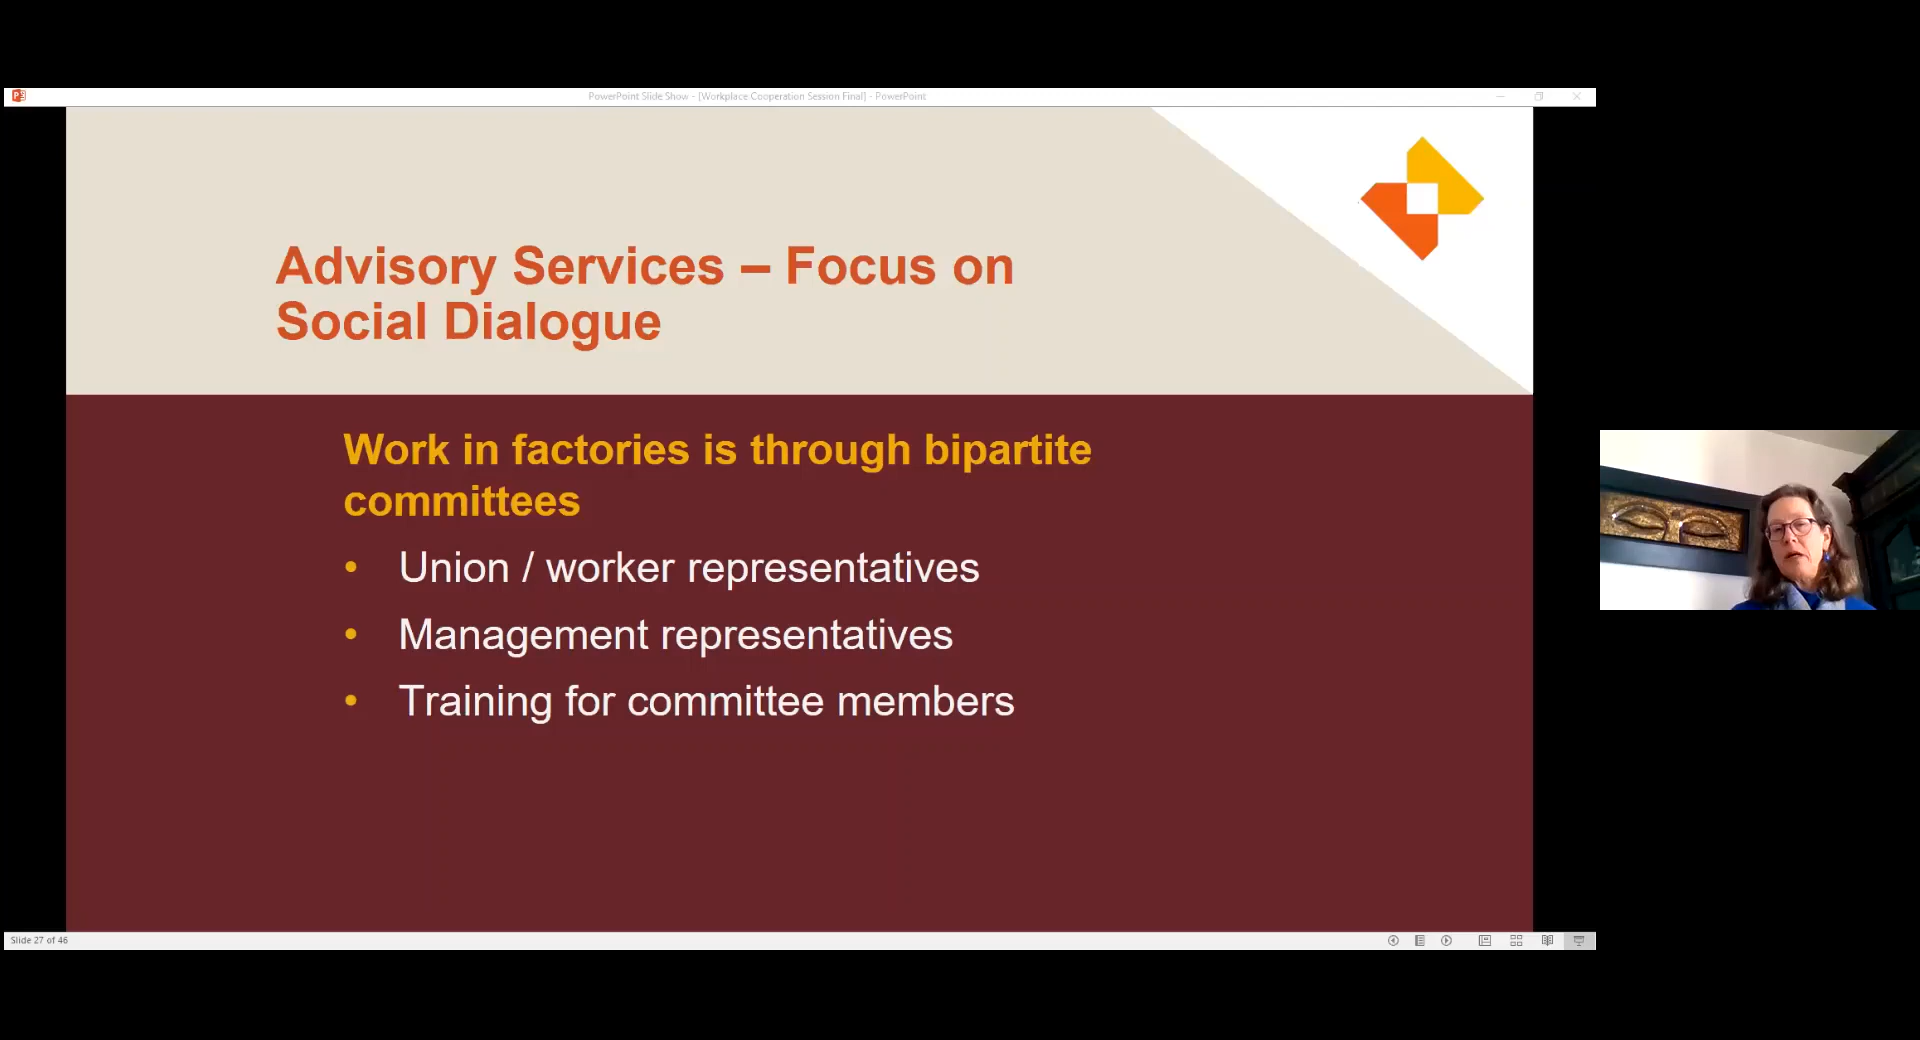 PowerPoint Slide Show - [Workplace Cooperation Session Final] - PowerPoint
Advisory Services – Focus on
Social Dialogue
Work in factories is through bipartite
committees
• Union / worker representatives
• Management representatives
• Training for committee members
Slide 27 of 46